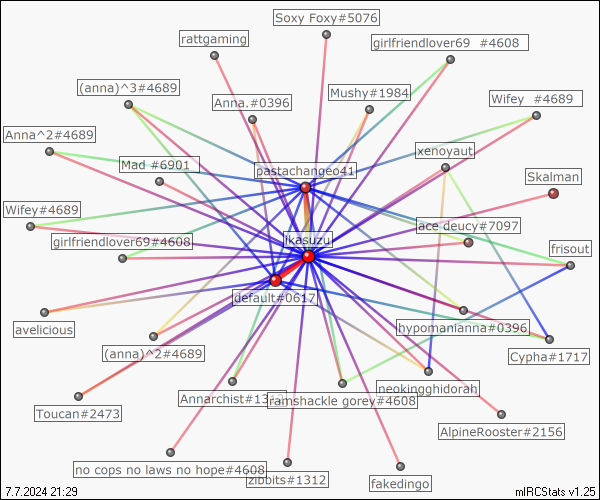 Soxy Foxy#5076
rattgaming
girlfriendlover69 #4608
(anna)^3#4689
Mushy#1984
Anna.#0396
Wifey #4689
Anna^2#4689
xenoyaut
Mad #6901
pastachangeo41
Skalman
Wifey#4689
ace deucy#7097
girlfriendlover69#4608
ikasuzu
frisout
default#0617
avelicious
hypomanianna#0396
(anna)^2#4689
Cypha#1717
neokingghidorah
Annarchist#1312
ramshackle gorey#4608
Toucan#2473
AlpineRooster#2156
no cops no laws no hope#4608
zibbits#1312
fakedingo
7.7.2024 21:29
mIRCStats v1.25